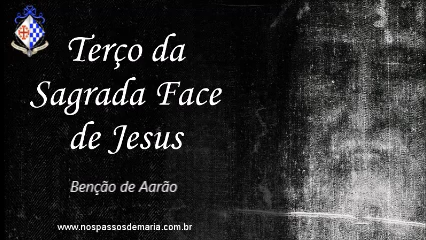 Terço da
Sagrada Face
de Jesus
Benção de Aarão
www.nospassosdemaria.com.br